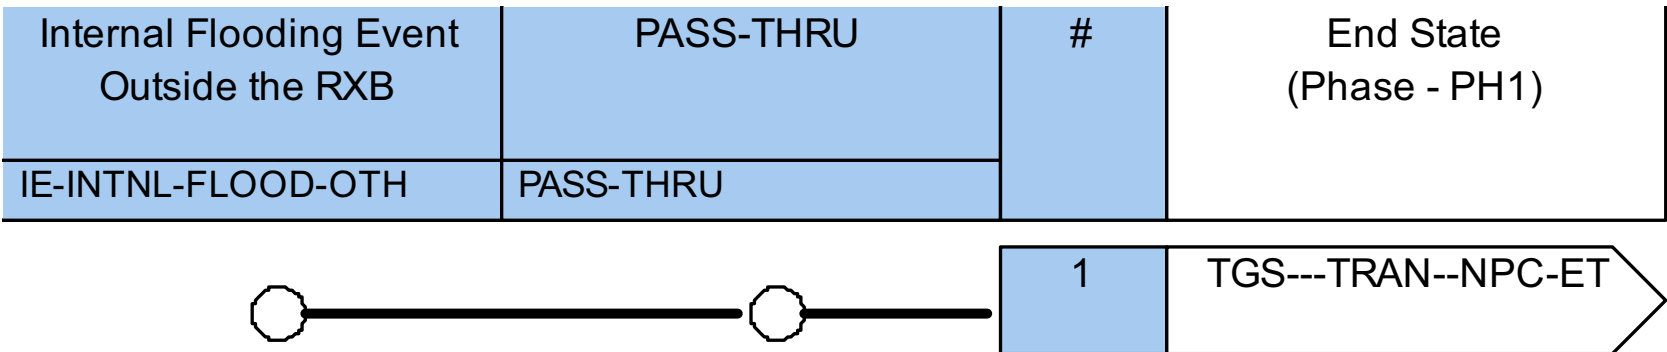 Internal Flooding Event
Outside the RXB
PASS-THRU
#
End State
(Phase - PH1)
IE-INTNL-FLOOD-OTH
PASS-THRU
1
TGS---TRAN--NPC-ET